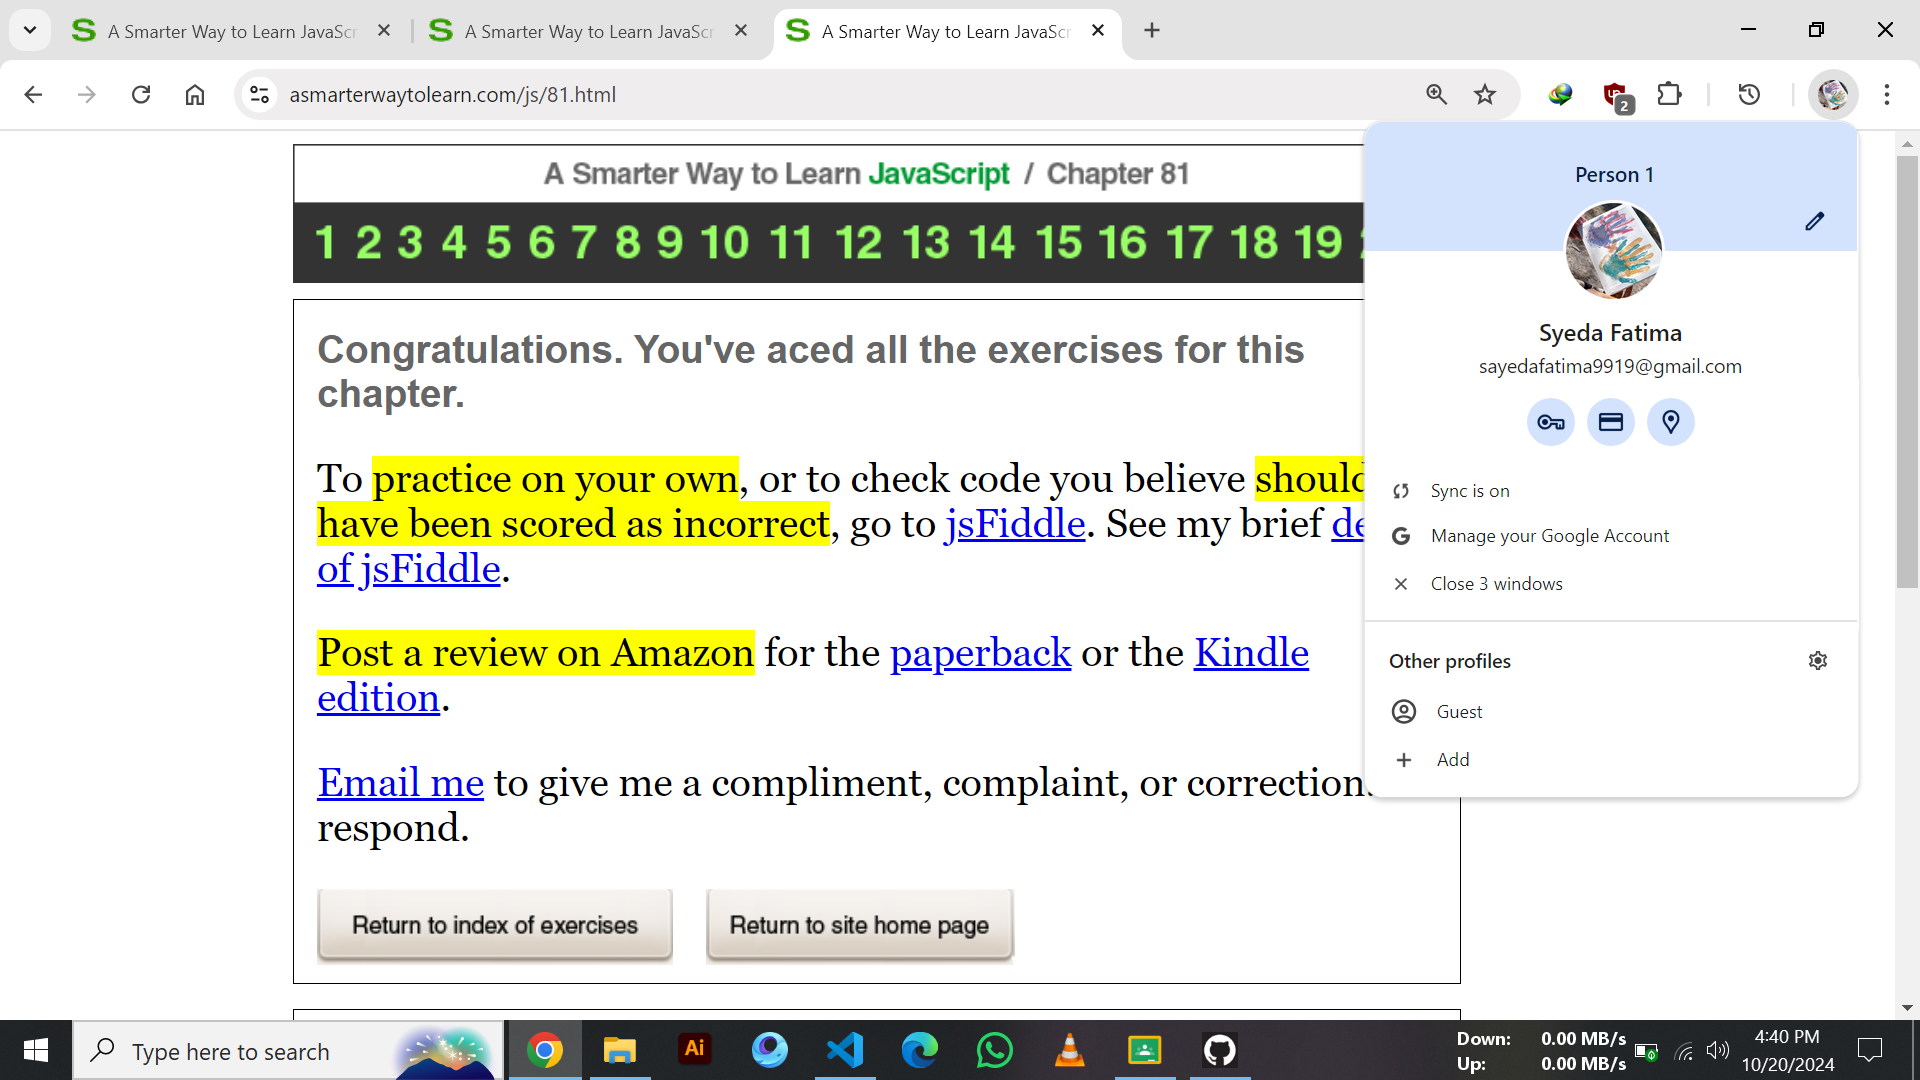 A Smarter Way to Learn JavaScr
A Smarter Way to Learn JavaScr
A Smarter Way to Learn JavaScr
asmarterwaytolearn.com/js/81.html
2
A Smarter Way to Learn JavaScript / Chapter 81
1 2 3 4 5 6 7 8 9 10 11 12 13 14 15 16 17 18 19
Congratulations. You've aced all the exercises for this
chapter.
To practice on your own, or to check code you believe should
have been scored as incorrect, go to jsFiddle. See my brief de
of jsFiddle.
Post a review on Amazon for the paperback or the Kindle
edition.
Email me to give me a compliment, complaint, or correction.
respond.
Return to index of exercises
Return to site home page
Person 1
Syeda Fatima
sayedafatima9919@gmail.com
Sync is on
Manage your Google Account
Close 3 windows
Other profiles
Guest
Add
Type here to search
Ai
Down: 0.00 MB/s
Up: 0.00 MB/s
4:40 PM
10/20/2024